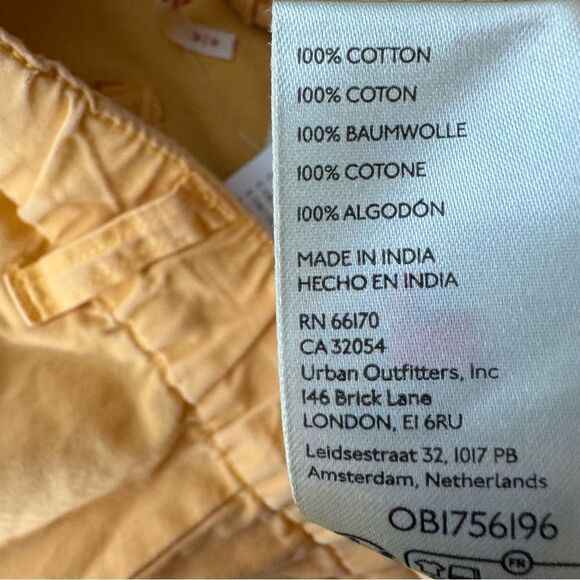 100% COTTON
100% COTON
100% BAUMWOLLE
100% COTONE
100% ALGODÓN
MADE IN INDIA
HECHO EN INDIA
RN 66170
CA 32054
Urban Outfitters, Inc
146 Brick Lane
LONDON, E1 6RU
Leidsestraat 32, 1017 PB
Amsterdam, Netherlands
OB1756196
FN